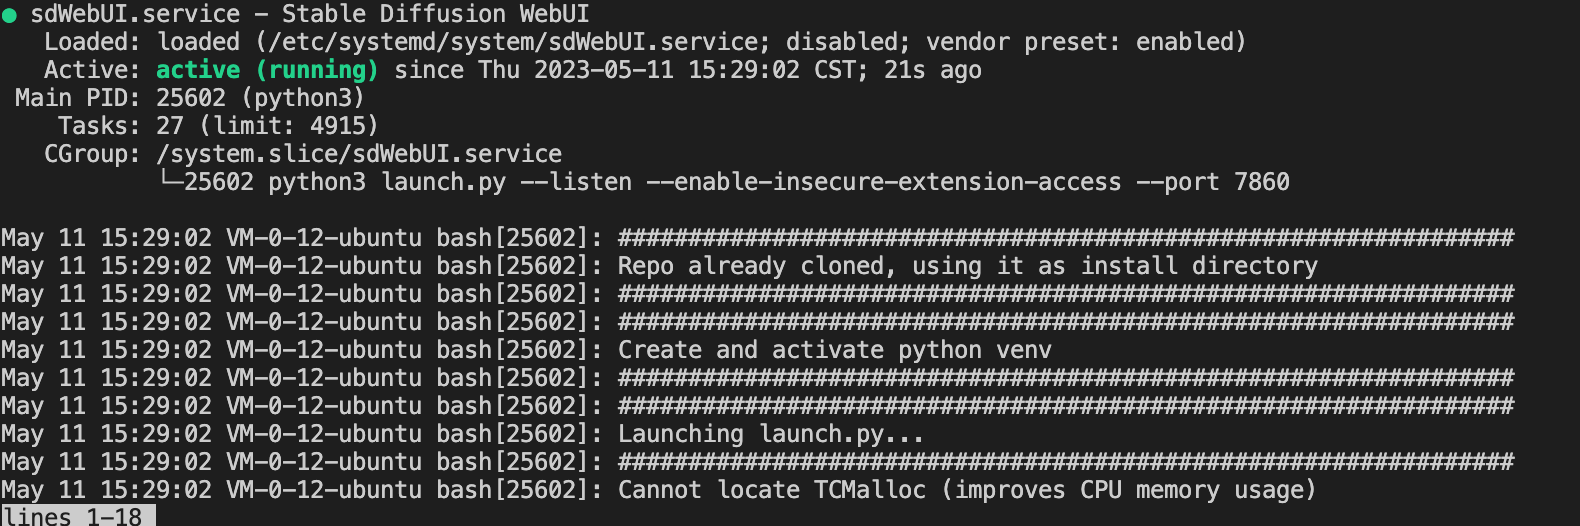 ● sdWebUI.service - Stable Diffusion WebUI
Loaded: loaded (/etc/systemd/system/sdWebUI.service; disabled; vendor preset: enabled)
Active: active (running) since Thu 2023-05-11 15:29:02 CST; 21s ago
Main PID: 25602 (python3)
Tasks: 27 (limit: 4915)
CGroup: /system.slice/sdWebUI.service
└─25602 python3 launch.py --listen --enable-insecure-extension-access --port 7860
May 11 15:29:02 VM-0-12-ubuntu bash[25602]: ################################################################
May 11 15:29:02 VM-0-12-ubuntu bash[25602]: Repo already cloned, using it as install directory
May 11 15:29:02 VM-0-12-ubuntu bash[25602]: ################################################################
May 11 15:29:02 VM-0-12-ubuntu bash[25602]: ################################################################
May 11 15:29:02 VM-0-12-ubuntu bash[25602]: Create and activate python venv
May 11 15:29:02 VM-0-12-ubuntu bash[25602]: ################################################################
May 11 15:29:02 VM-0-12-ubuntu bash[25602]: ################################################################
May 11 15:29:02 VM-0-12-ubuntu bash[25602]: Launching launch.py...
May 11 15:29:02 VM-0-12-ubuntu bash[25602]: ################################################################
May 11 15:29:02 VM-0-12-ubuntu bash[25602]: Cannot locate TCMalloc (improves CPU memory usage)
lines 1-18